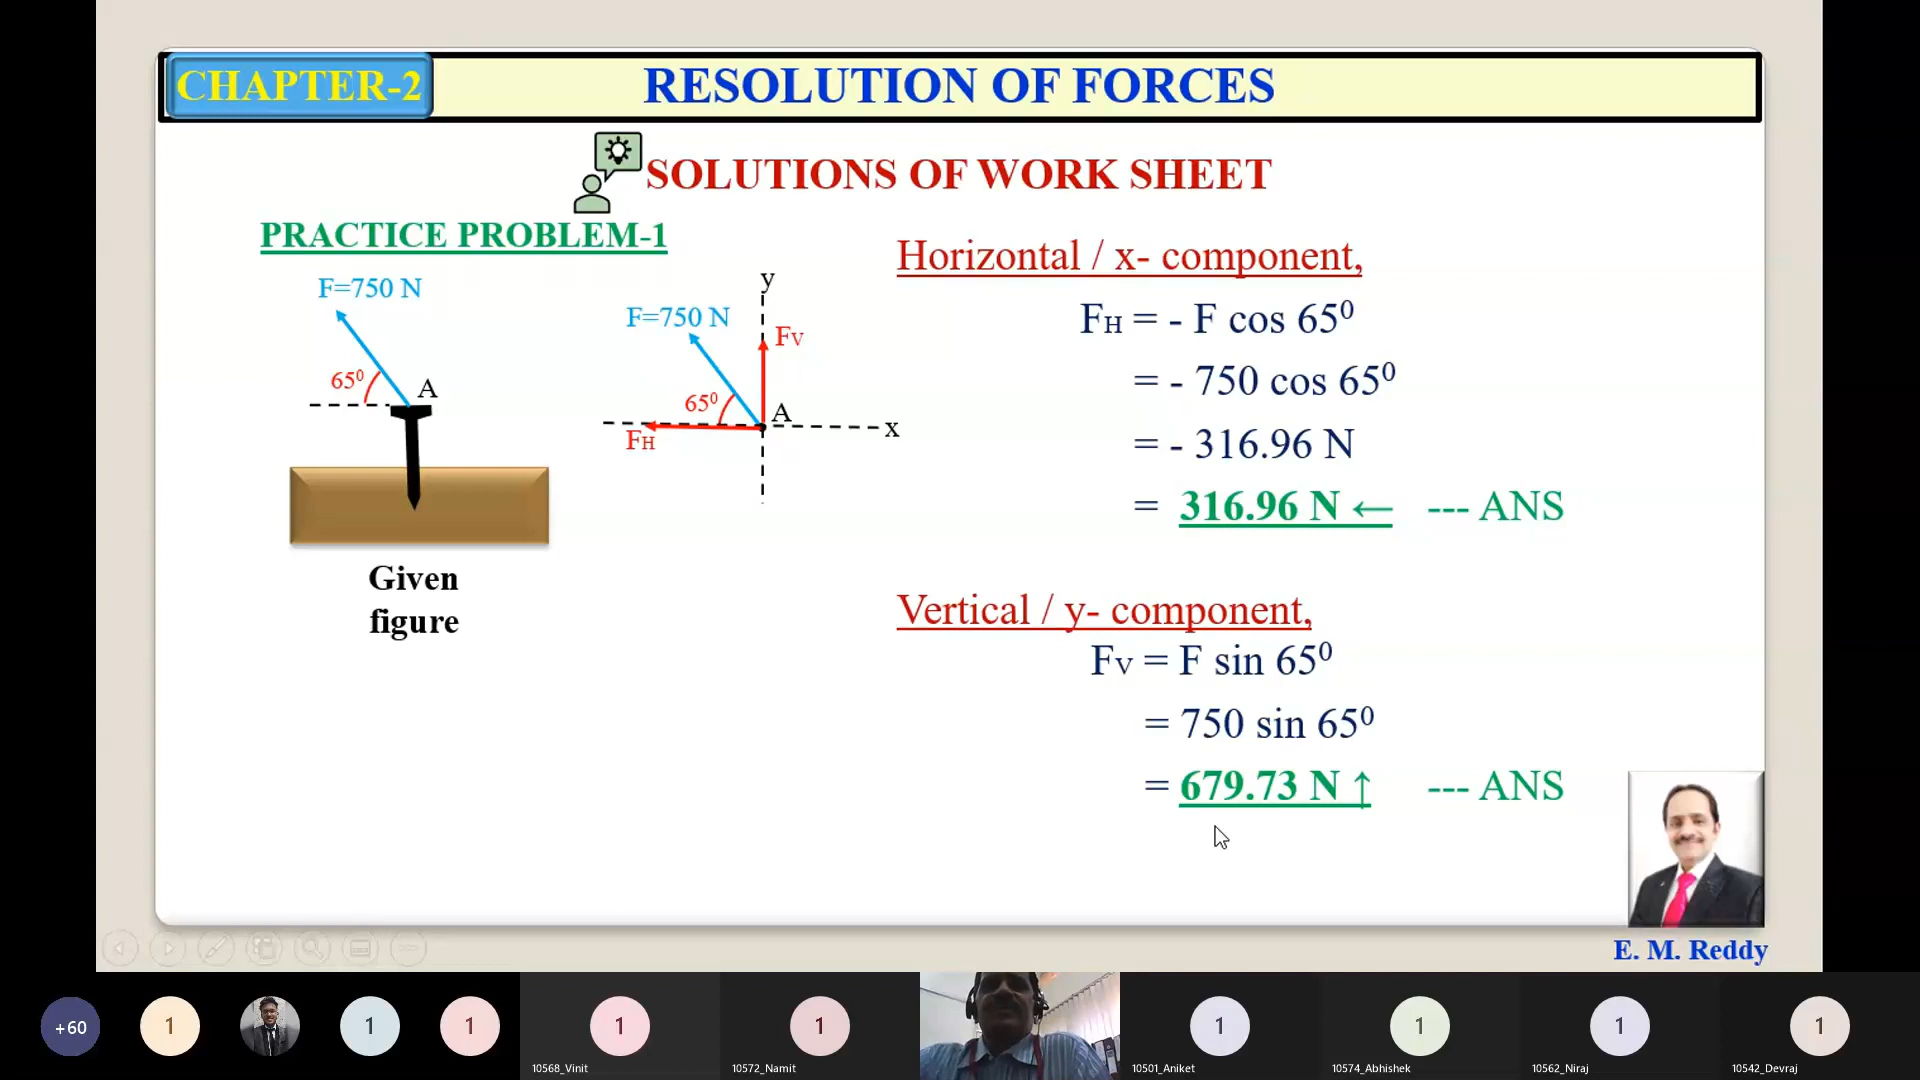 CHAPTER-2
RESOLUTION OF FORCES
SOLUTIONS OF WORK SHEET
PRACTICE PROBLEM-1
F=750 N
65⁰
A
Given
figure
y
F=750 N
Fv
65⁰
A
FH
x
Horizontal / x- component,
FH = - F cos 65⁰
= - 750 cos 65⁰
= - 316.96 N
= 316.96 N ← --- ANS
Vertical / y- component,
Fv = F sin 65⁰
= 750 sin 65⁰
= 679.73 N ↑ --- ANS
E. M. Reddy
+60
1
1
1
1
10568_Vinit
1
10572_Namit
1
10501_Aniket
1
10574_Abhishek
1
10562_Niraj
1
10542_Devraj